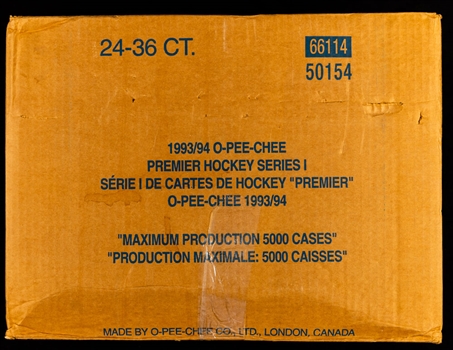 24-36 CT.
66114
50154
1993/94 O-PEE-CHEE
PREMIER HOCKEY SERIES I
SÉRIE I DE CARTES DE HOCKEY "PREMIER"
O-PEE-CHEE 1993/94
"MAXIMUM PRODUCTION 5000 CASES"
"PRODUCTION MAXIMALE: 5000 CAISSES"
MADE BY O-PEE-CHEE CO., LTD., LONDON, CANADA